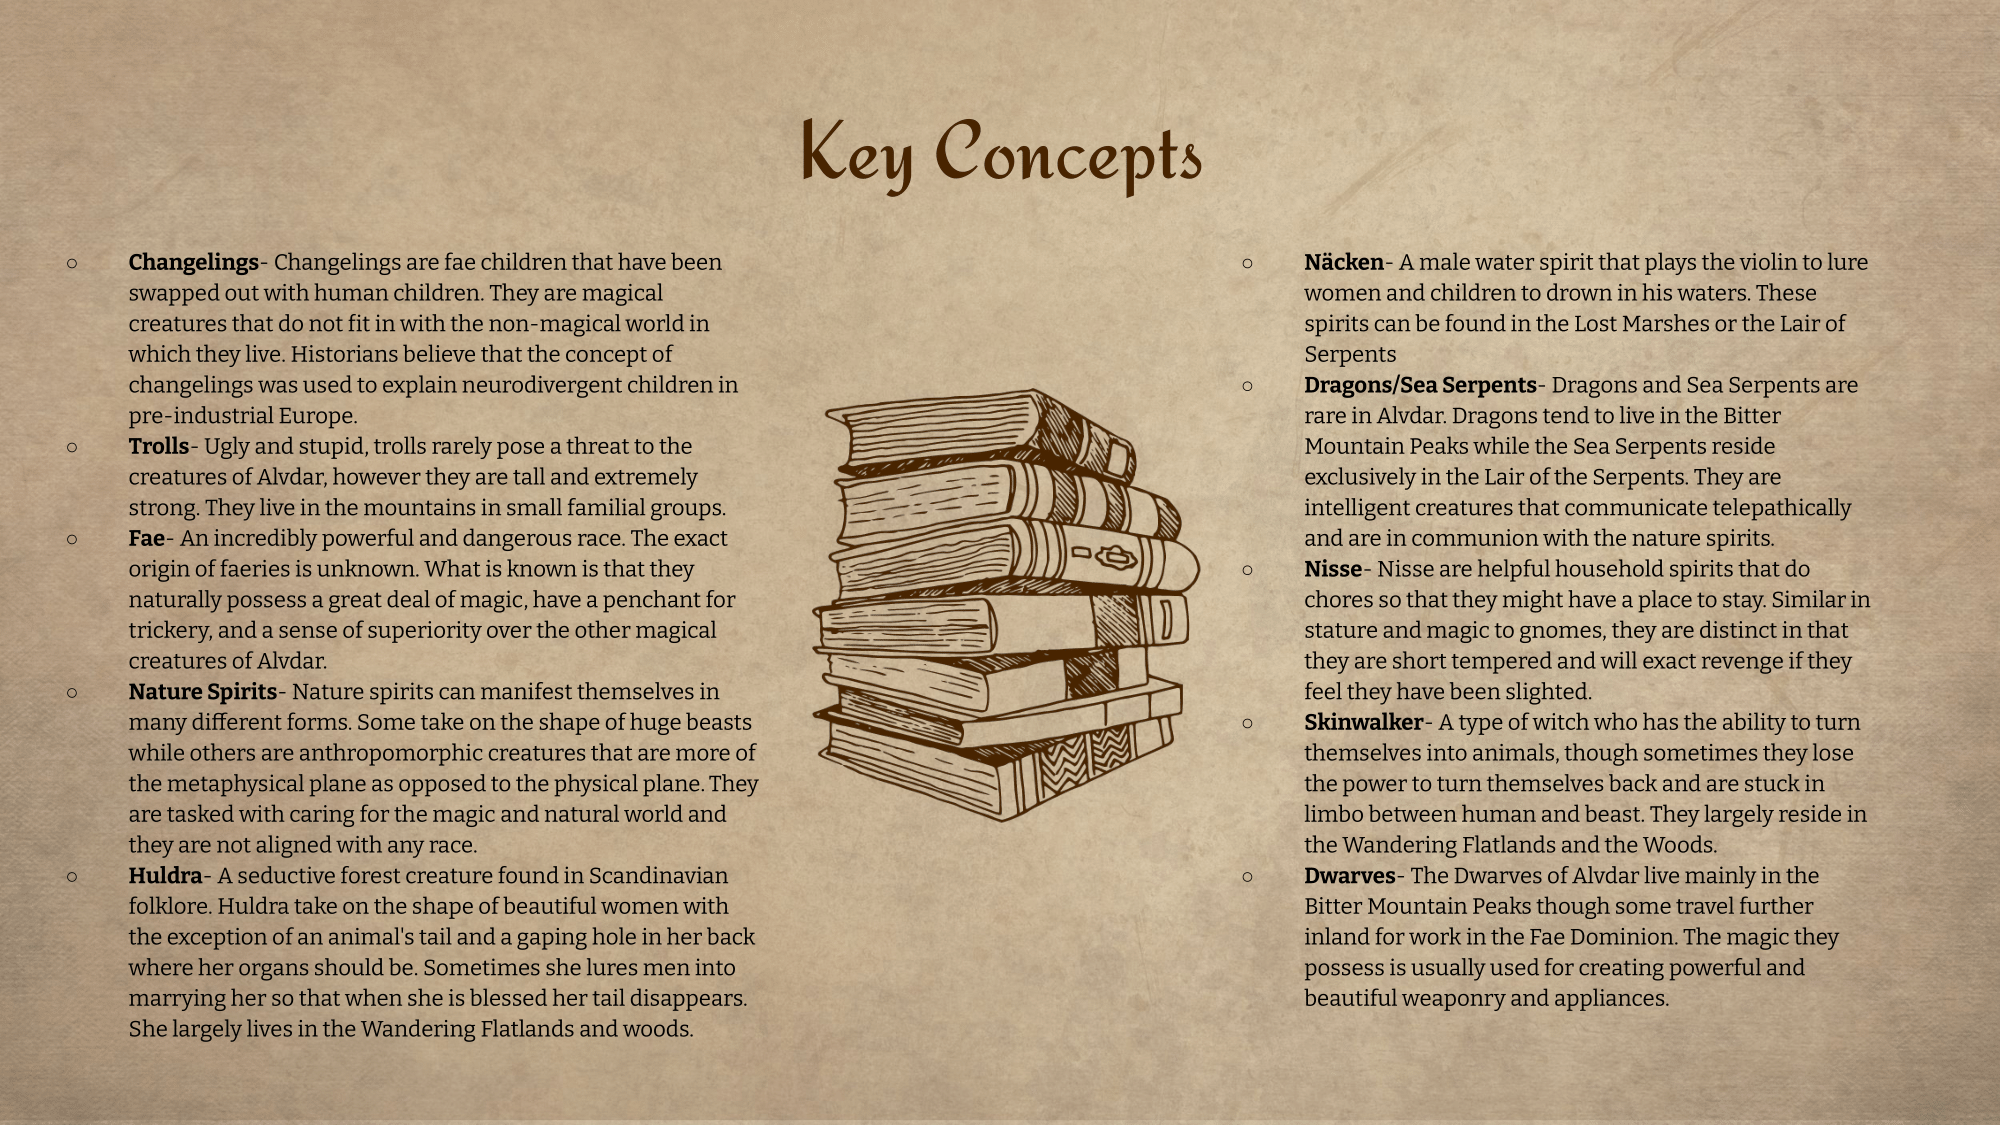 Key Concepts
○ Changelings- Changelings are fae children that have been
swapped out with human children. They are magical
creatures that do not fit in with the non-magical world in
which they live. Historians believe that the concept of
changelings was used to explain neurodivergent children in
pre-industrial Europe.
○ Trolls- Ugly and stupid, trolls rarely pose a threat to the
creatures of Alvdar, however they are tall and extremely
strong. They live in the mountains in small familial groups.
○ Fae- An incredibly powerful and dangerous race. The exact
origin of faeries is unknown. What is known is that they
naturally possess a great deal of magic, have a penchant for
trickery, and a sense of superiority over the other magical
creatures of Alvdar.
○ Nature Spirits- Nature spirits can manifest themselves in
many different forms. Some take on the shape of huge beasts
while others are anthropomorphic creatures that are more of
the metaphysical plane as opposed to the physical plane. They
are tasked with caring for the magic and natural world and
they are not aligned with any race.
○ Huldra- A seductive forest creature found in Scandinavian
folklore. Huldra take on the shape of beautiful women with
the exception of an animal's tail and a gaping hole in her back
where her organs should be. Sometimes she lures men into
marrying her so that when she is blessed her tail disappears.
She largely lives in the Wandering Flatlands and woods.
○ Näcken- A male water spirit that plays the violin to lure
women and children to drown in his waters. These
spirits can be found in the Lost Marshes or the Lair of
Serpents
○ Dragons/Sea Serpents- Dragons and Sea Serpents are
rare in Alvdar. Dragons tend to live in the Bitter
Mountain Peaks while the Sea Serpents reside
exclusively in the Lair of the Serpents. They are
intelligent creatures that communicate telepathically
and are in communion with the nature spirits.
○ Nisse- Nisse are helpful household spirits that do
chores so that they might have a place to stay. Similar in
stature and magic to gnomes, they are distinct in that
they are short tempered and will exact revenge if they
feel they have been slighted.
○ Skinwalker- A type of witch who has the ability to turn
themselves into animals, though sometimes they lose
the power to turn themselves back and are stuck in
limbo between human and beast. They largely reside in
the Wandering Flatlands and the Woods.
○ Dwarves- The Dwarves of Alvdar live mainly in the
Bitter Mountain Peaks though some travel further
inland for work in the Fae Dominion. The magic they
possess is usually used for creating powerful and
beautiful weaponry and appliances.